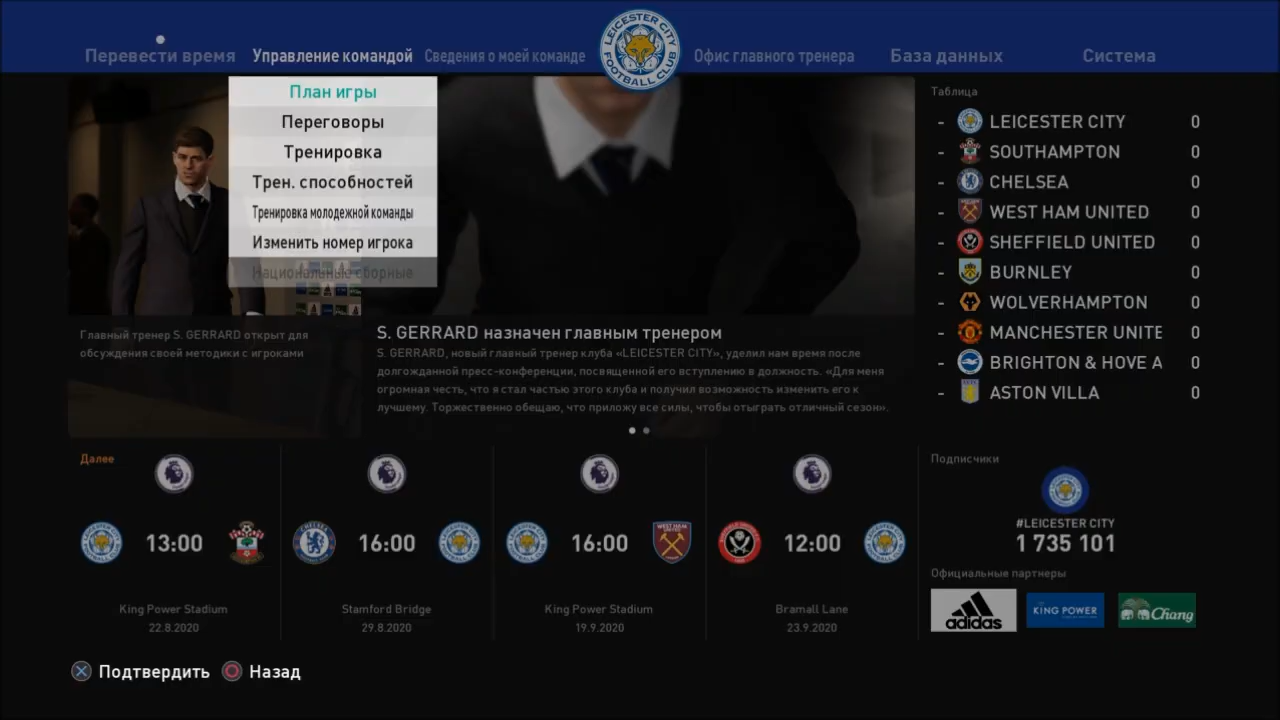 Перевести время
Управление командой
Сведения о моей команде
LEICESTER CITY
FOOTBALL CLUB
Офис главного тренера
База данных
Система
План игры
Переговоры
Тренировка
Трен. способностей
Тренировка молодежной команды
Изменить номер игрока
Национальные сборные
Главный тренер S. GERRARD открыт для
обсуждения своей методики с игроками
S. GERRARD назначен главным тренером
S. GERRARD, новый главный тренер клуба «LEICESTER CITY», уделил нам время после
долгожданной пресс-конференции, посвященной его вступлению в должность. «Для меня
огромная честь, что я стал частью этого клуба и получил возможность изменить его к
лучшему. Торжественно обещаю, что приложу все силы, чтобы отыграть отличный сезон».
Таблица
- LEICESTER CITY 0
- SOUTHAMPTON 0
- CHELSEA 0
- WEST HAM UNITED 0
- SHEFFIELD UNITED 0
- BURNLEY 0
- WOLVERHAMPTON 0
- MANCHESTER UNITE 0
- BRIGHTON & HOVE A 0
- ASTON VILLA 0
Далее
13:00
King Power Stadium
22.8.2020
16:00
Stamford Bridge
29.8.2020
16:00
King Power Stadium
19.9.2020
12:00
Bramall Lane
23.9.2020
Подписчики
#LEICESTER CITY
1 735 101
Официальные партнеры
adidas
KING POWER
Chang
Подтвердить
Назад